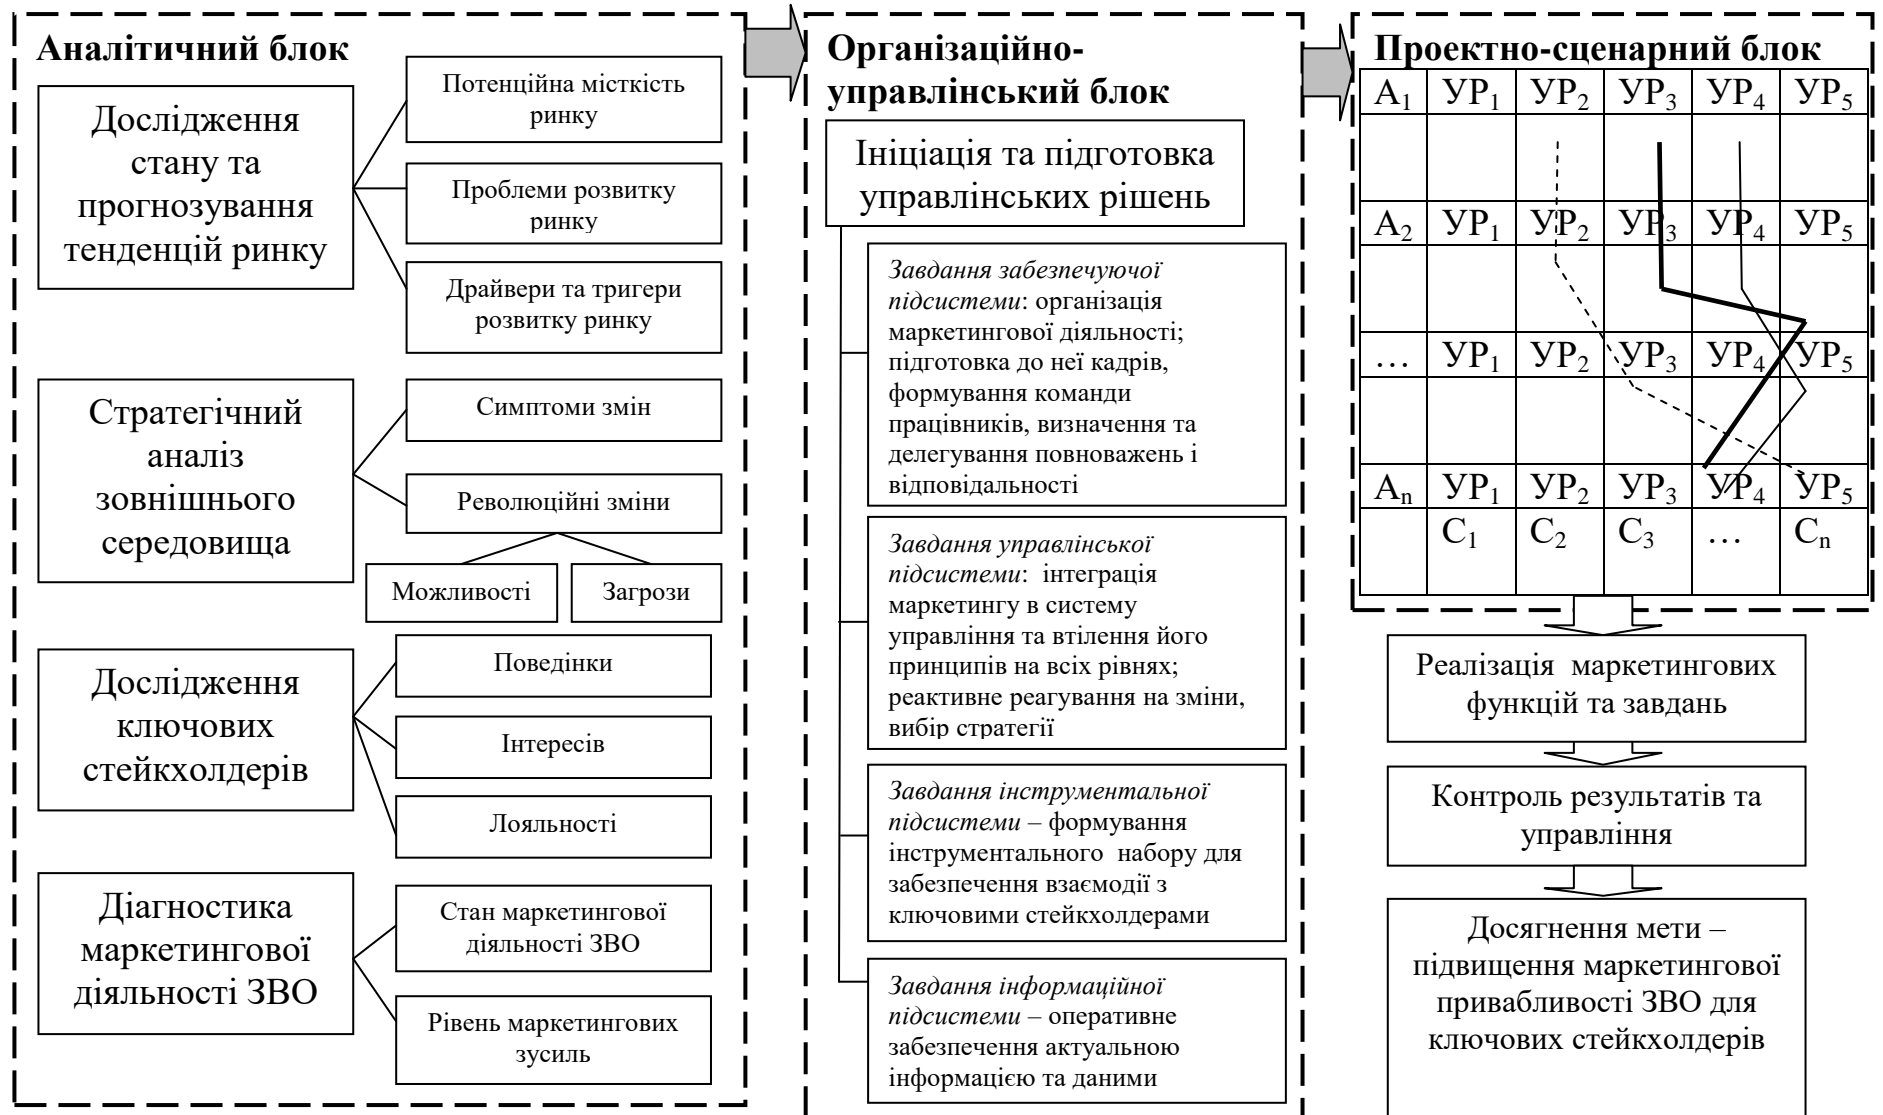 Аналітичний блок
Дослідження
стану та
прогнозування
тенденцій ринку
Потенційна місткість
ринку
Проблеми розвитку
ринку
Драйвери та тригери
розвитку ринку
Стратегічний
аналіз
зовнішнього
середовища
Симптоми змін
Революційні зміни
Можливості
Загрози
Дослідження
ключових
стейкхолдерів
Поведінки
Інтересів
Лояльності
Діагностика
маркетингової
діяльності ЗВО
Стан маркетингової
діяльності ЗВО
Рівень маркетингових
зусиль
Організаційно-
управлінський блок
Ініціація та підготовка
управлінських рішень
Завдання забезпечуючої
підсистеми: організація
маркетингової діяльності;
підготовка до неї кадрів,
формування команди
працівників, визначення та
делегування повноважень і
відповідальності
Завдання управлінської
підсистеми: інтеграція
маркетингу в систему
управління та втілення його
принципів на всіх рівнях;
реактивне реагування на зміни,
вибір стратегії
Завдання інструментальної
підсистеми – формування
інструментального набору для
забезпечення взаємодії з
ключовими стейкхолдерами
Завдання інформаційної
підсистеми – оперативне
забезпечення актуальною
інформацією та даними
Проектно-сценарний блок
А₁ УР₁ УР₂ УР₃ УР₄ УР₅
А₂ УР₁ УР₂ УР₃ УР₄ УР₅
… УР₁ УР₂ УР₃ УР₄ УР₅
Аₙ УР₁ УР₂ УР₃ УР₄ УР₅
С₁ С₂ С₃ … Сₙ
Реалізація маркетингових
функцій та завдань
Контроль результатів та
управління
Досягнення мети –
підвищення маркетингової
привабливості ЗВО для
ключових стейкхолдерів